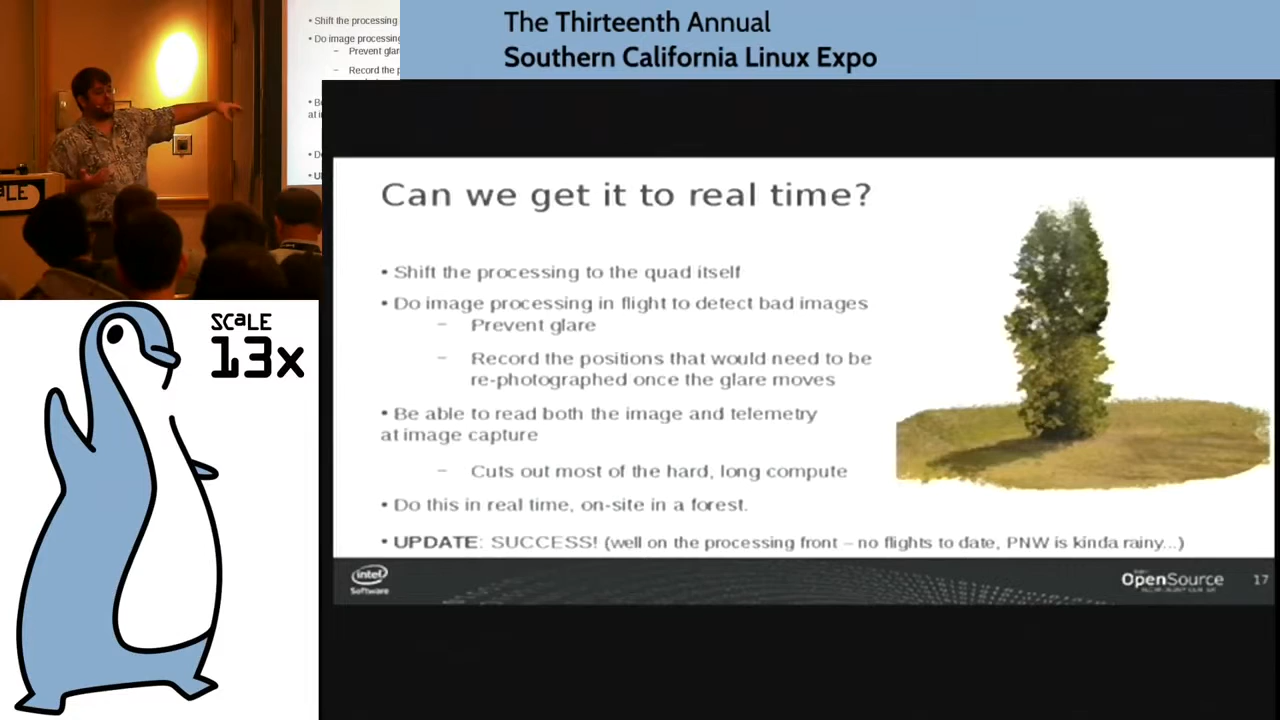 The Thirteenth Annual
Southern California Linux Expo
• Shift the processing
• Do image processing
– Prevent glar
– Record the p
at i
aLE
SCaLE
13x
Can we get it to real time?
• Shift the processing to the quad itself
• Do image processing in flight to detect bad images
– Prevent glare
– Record the positions that would need to be
re-photographed once the glare moves
• Be able to read both the image and telemetry
at image capture
– Cuts out most of the hard, long compute
• Do this in real time, on-site in a forest.
• UPDATE: SUCCESS! (well on the processing front – no flights to date, PNW is kinda rainy...)
intel
Software
OpenSource
17